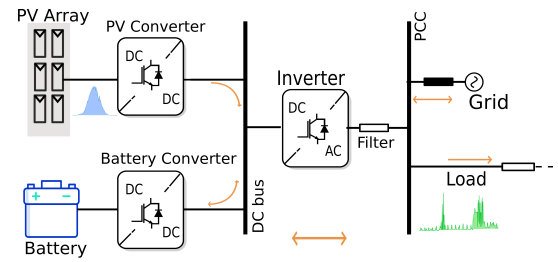 PV Array
PV Converter
DC
DC
PCC
Inverter
DC
AC
Filter
Grid
Battery Converter
DC
DC
DC bus
Load
+ −
Battery